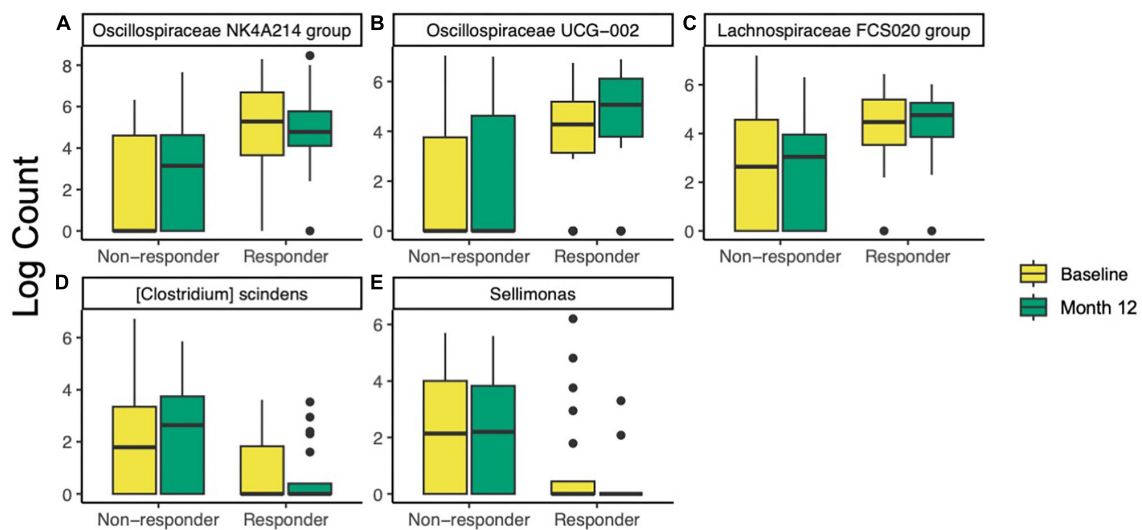 A
Oscillospiraceae NK4A214 group
B
Oscillospiraceae UCG−002
C
Lachnospiraceae FCS020 group
8
6
4
2
0
6
4
2
0
6
4
2
0
Log Count
Non−responder
Responder
Non−responder
Responder
Non−responder
Responder
D
[Clostridium] scindens
E
Sellimonas
6
4
2
0
6
4
2
0
Non−responder
Responder
Non−responder
Responder
Baseline
Month 12